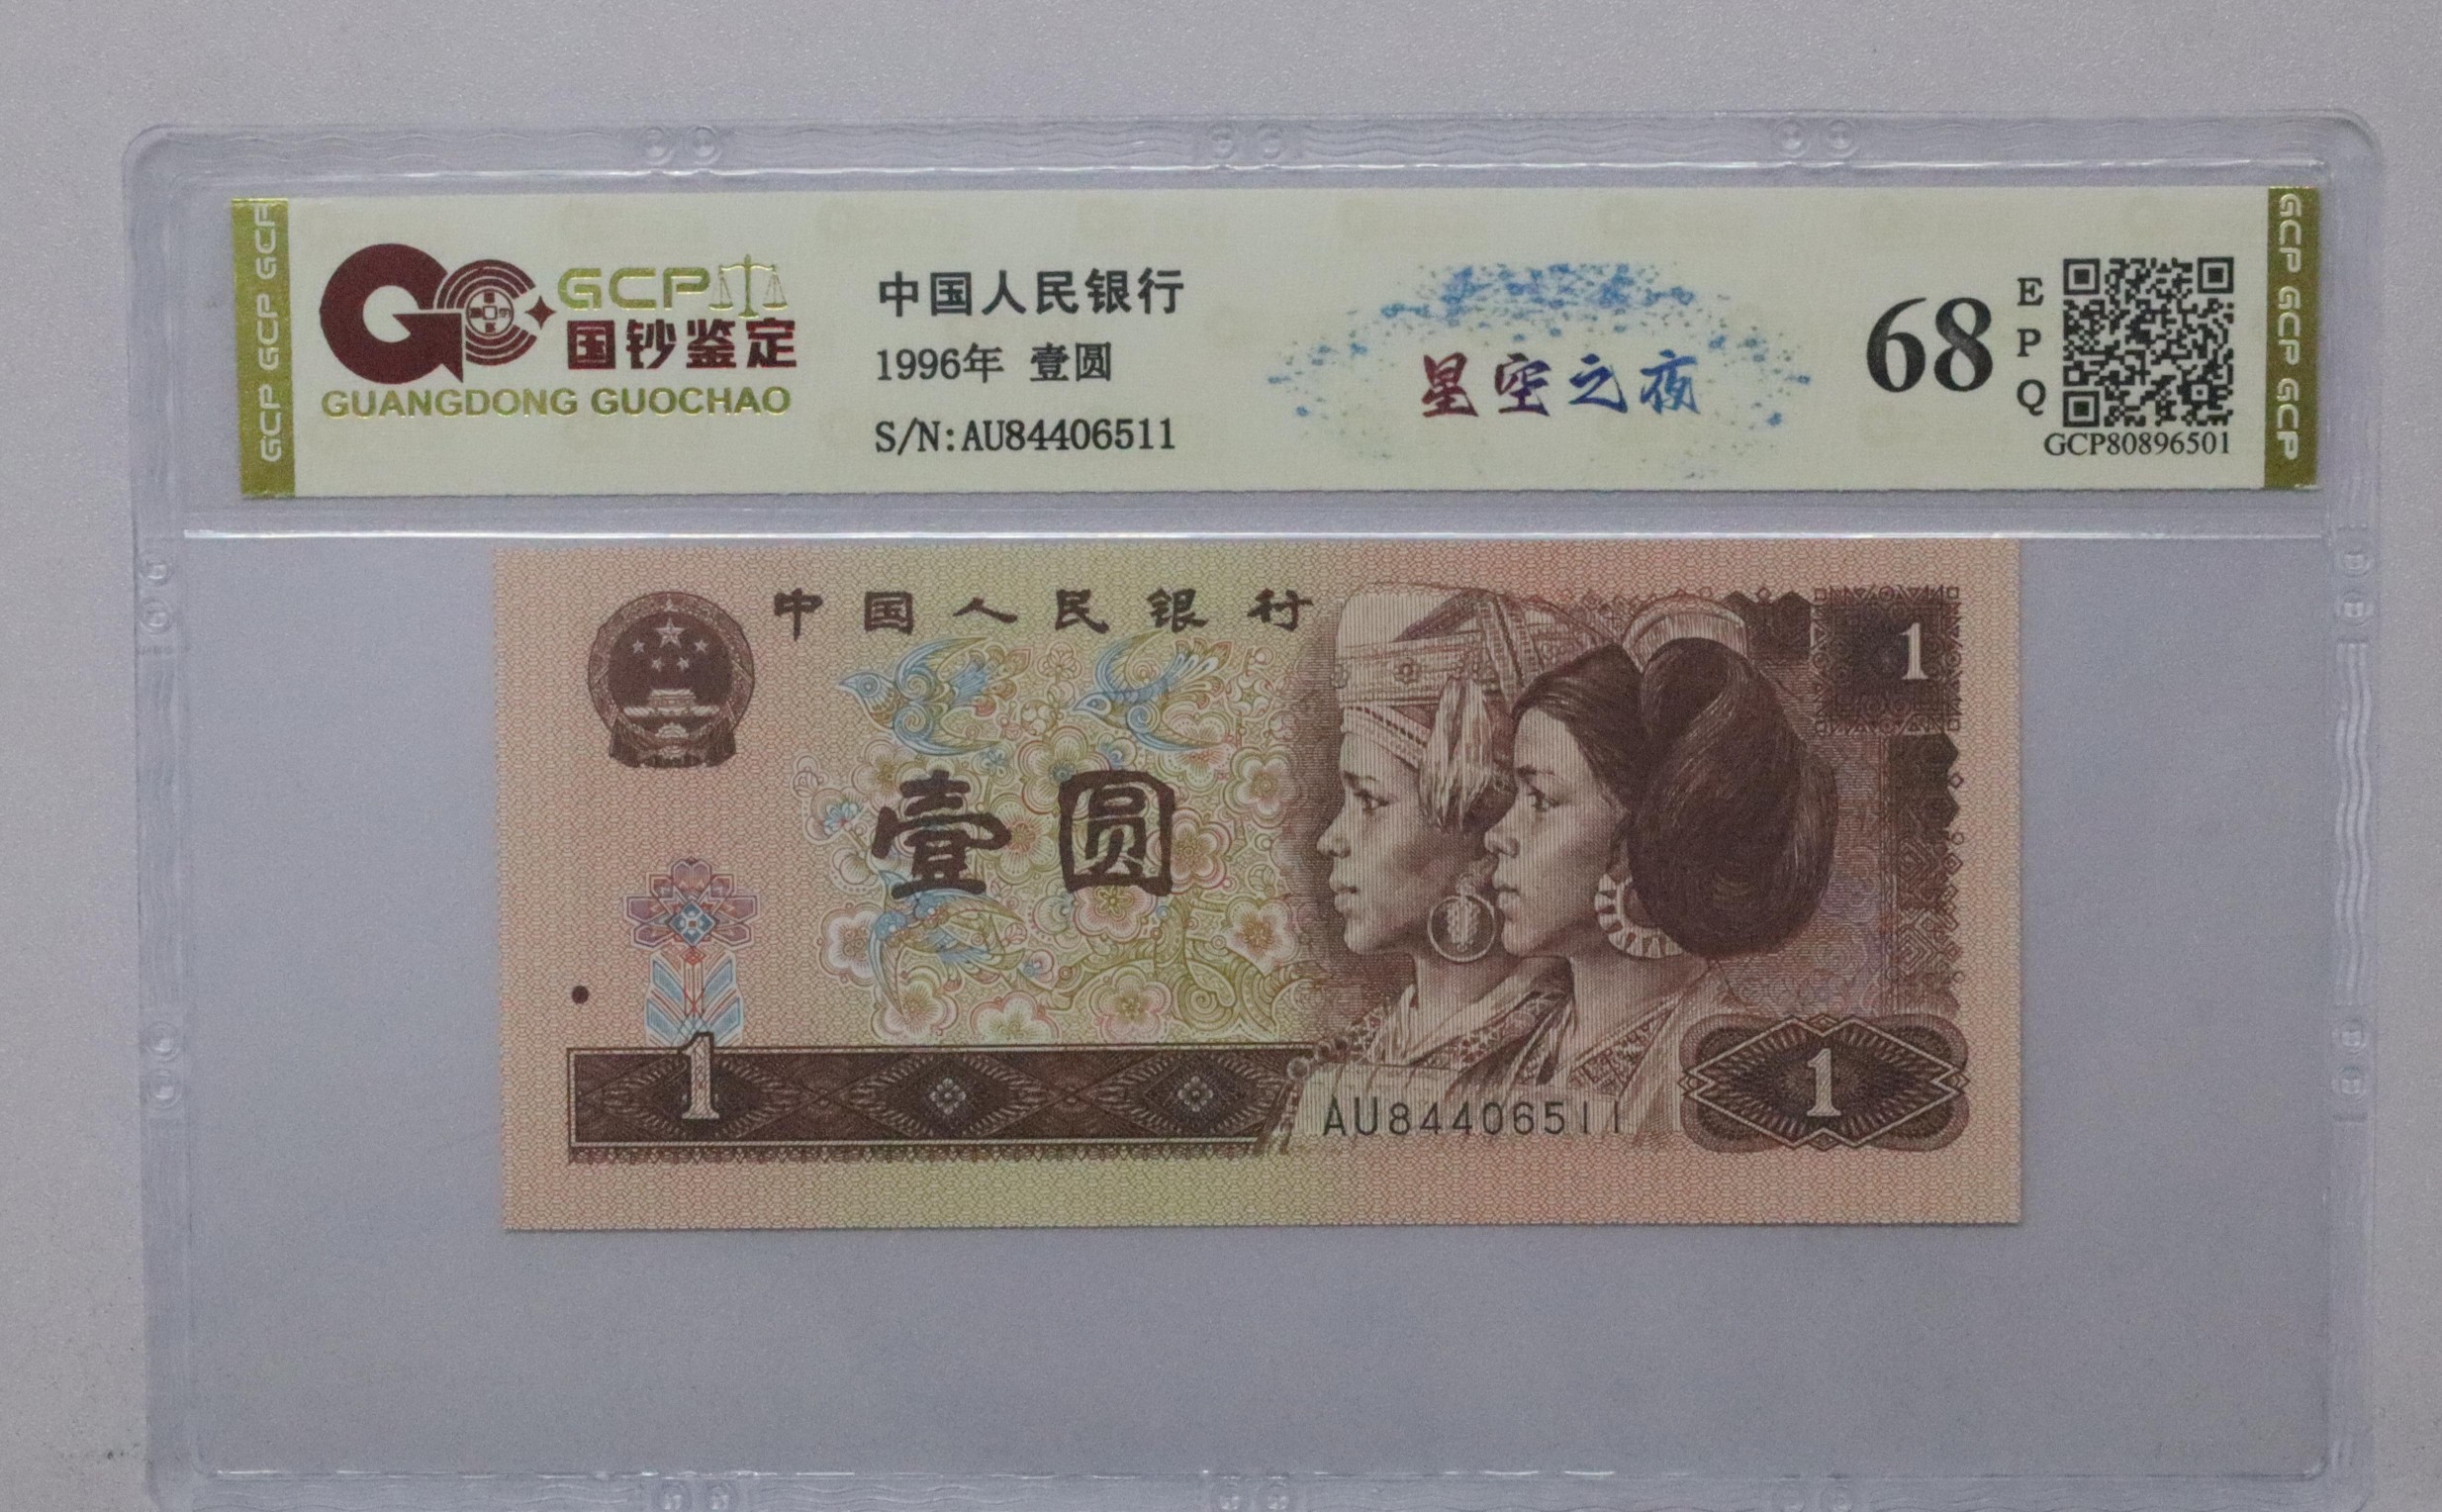 GCP GCP GCP
GCP
国钞鉴定
GUANGDONG GUOCHAO
中国人民银行
1996年 壹圆
S/N:AU84406511
星空之夜
68
E
P
Q
GCP80896501
GCP GCP GCP
中国人民银行
1
壹圆
1
AU84406511
1